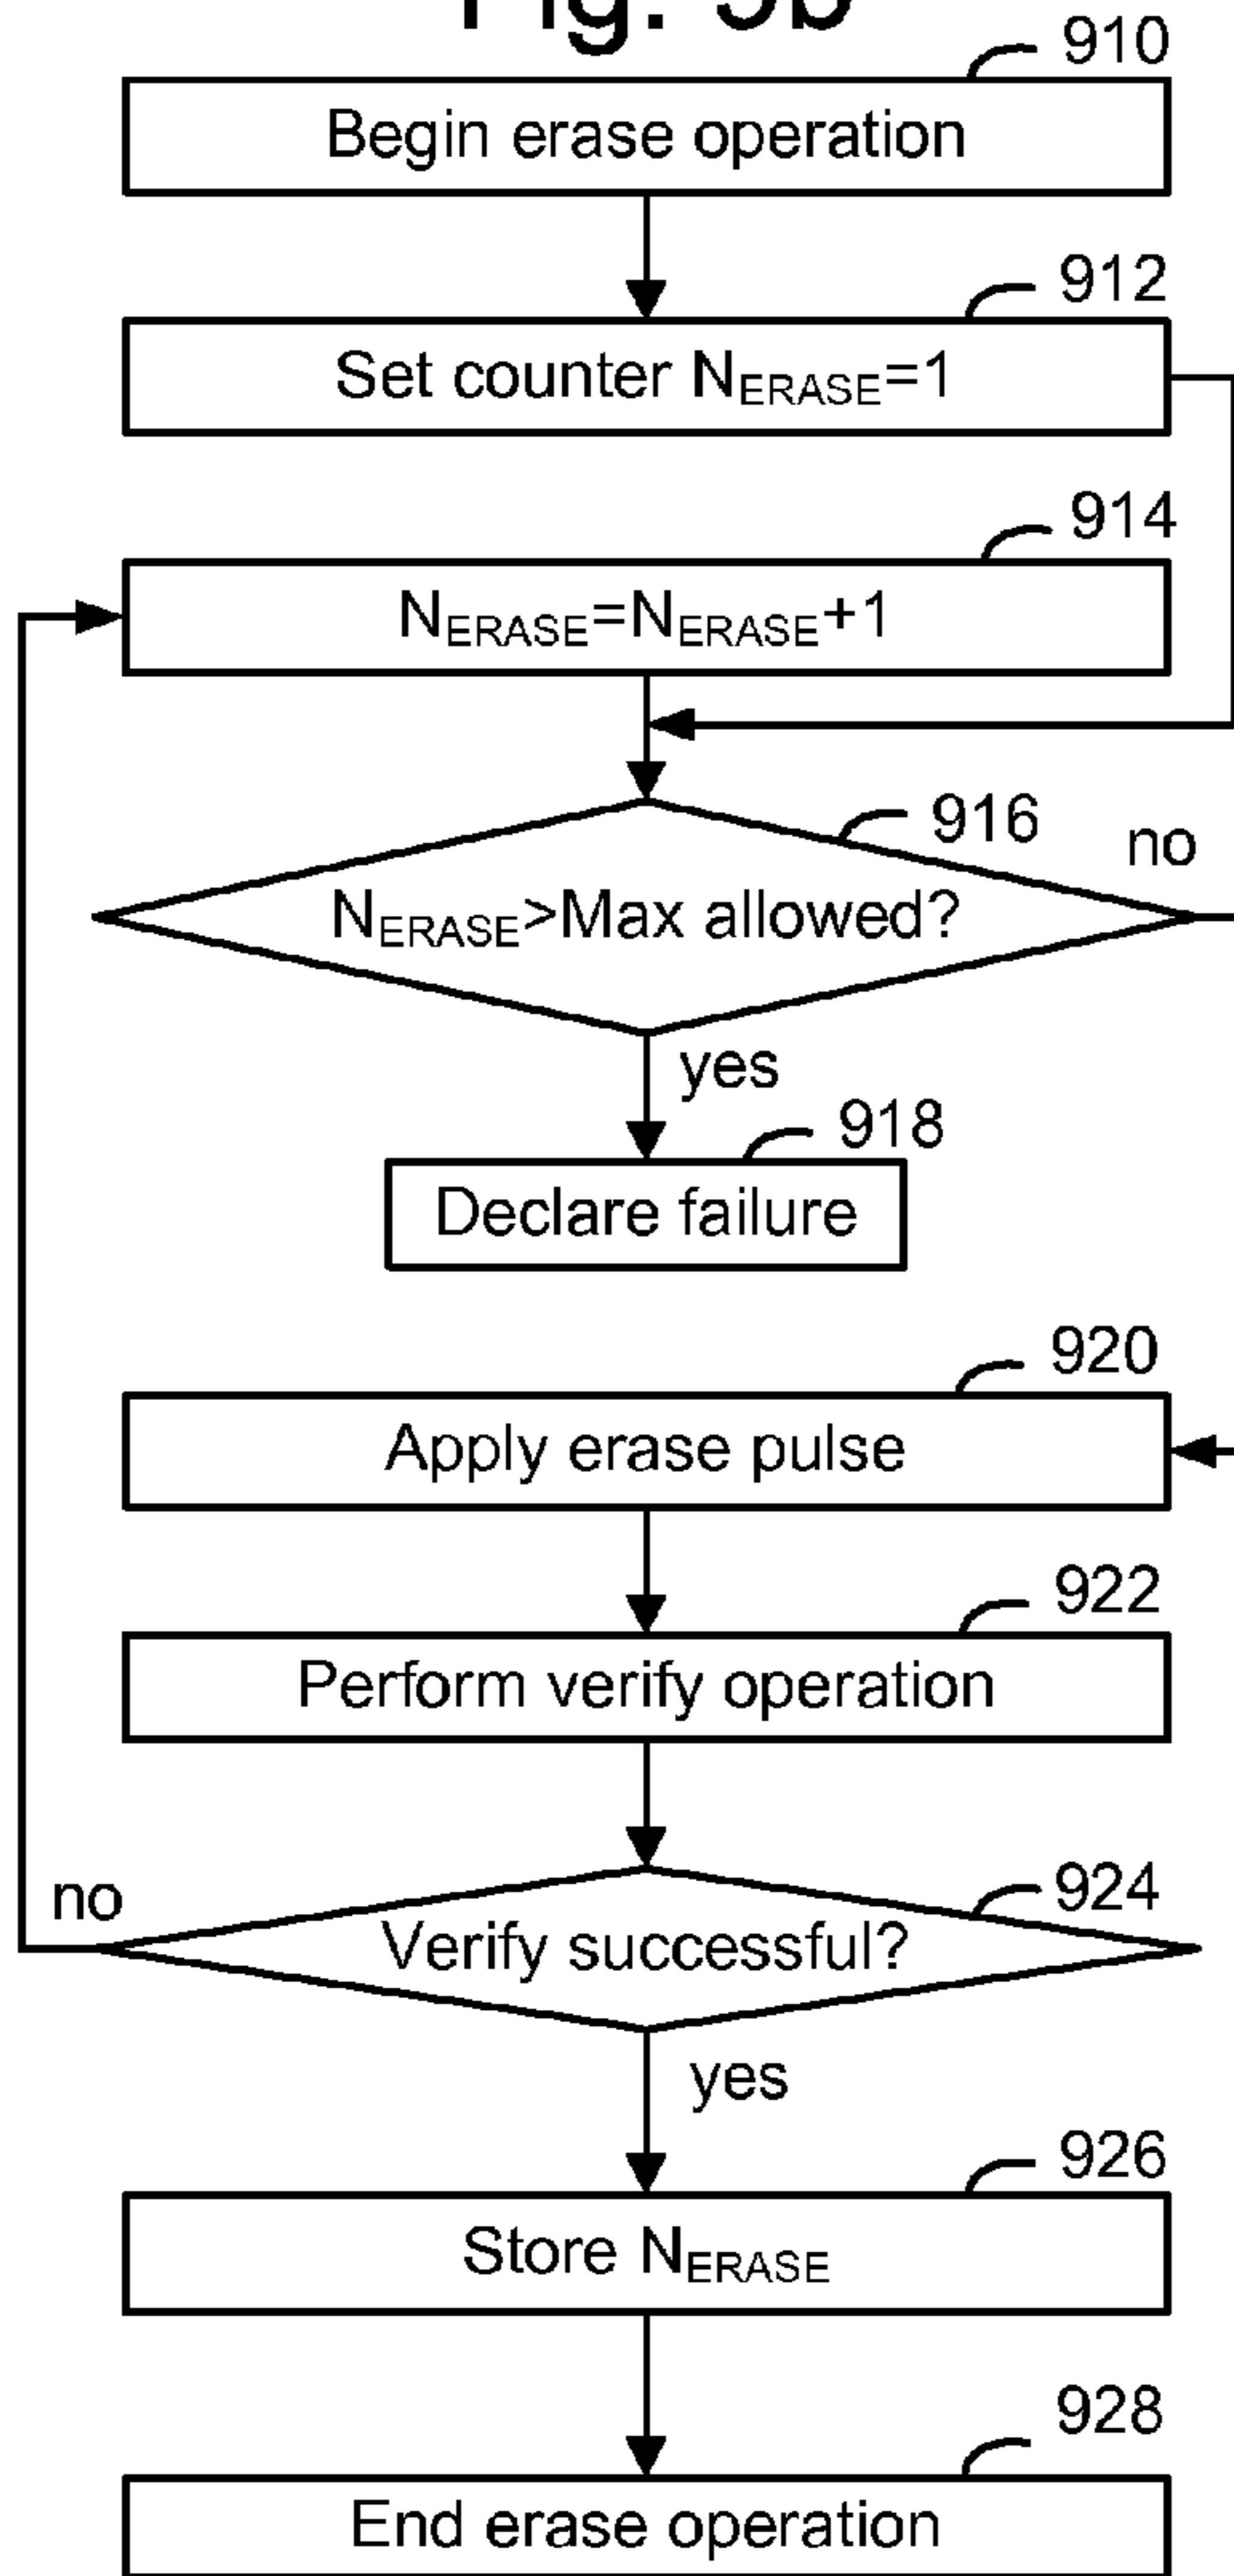 Fig. 9b
910
Begin erase operation
912
Set counter NERASE=1
914
NERASE=NERASE+1
916
no
NERASE>Max allowed?
yes
918
Declare failure
920
Apply erase pulse
922
Perform verify operation
924
no
Verify successful?
yes
926
Store NERASE
928
End erase operation